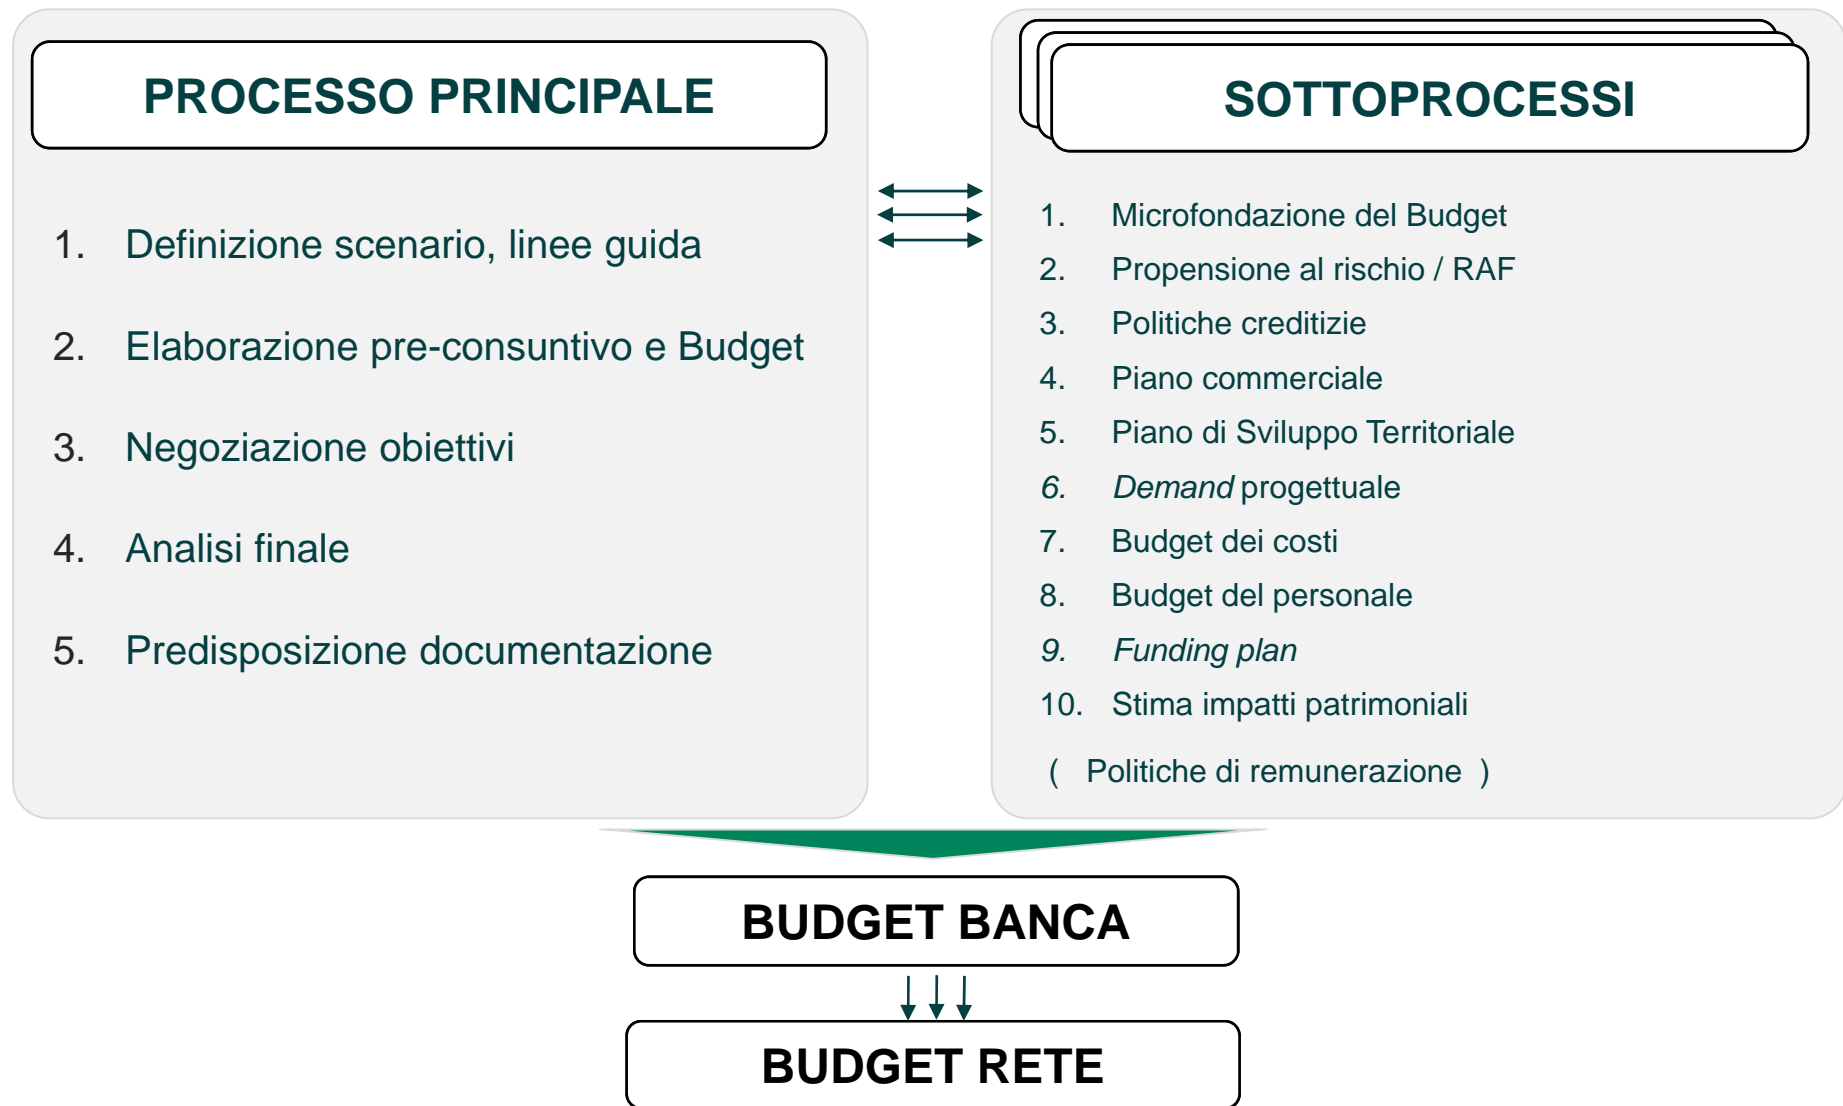 PROCESSO PRINCIPALE
1. Definizione scenario, linee guida
2. Elaborazione pre-consuntivo e Budget
3. Negoziazione obiettivi
4. Analisi finale
5. Predisposizione documentazione
SOTTOPROCESSI
1. Microfondazione del Budget
2. Propensione al rischio / RAF
3. Politiche creditizie
4. Piano commerciale
5. Piano di Sviluppo Territoriale
6. Demand progettuale
7. Budget dei costi
8. Budget del personale
9. Funding plan
10. Stima impatti patrimoniali
( Politiche di remunerazione )
BUDGET BANCA
BUDGET RETE